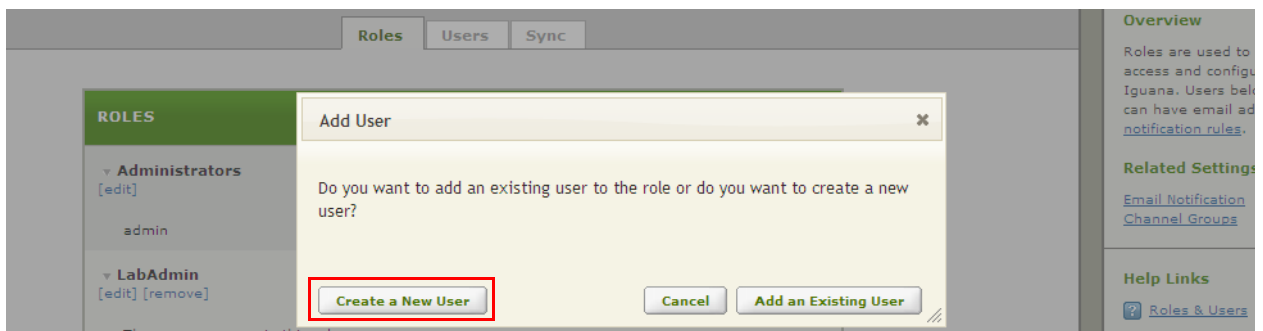 Roles Users Sync
ROLES
Administrators
[edit]
admin
LabAdmin
[edit] [remove]
Add User
Do you want to add an existing user to the role or do you want to create a new
user?
Create a New User Cancel Add an Existing User
Overview
Roles are used to
access and configu
Iguana. Users belo
can have email ad
notification rules.
Related Settings
Email Notification
Channel Groups
Help Links
Roles & Users